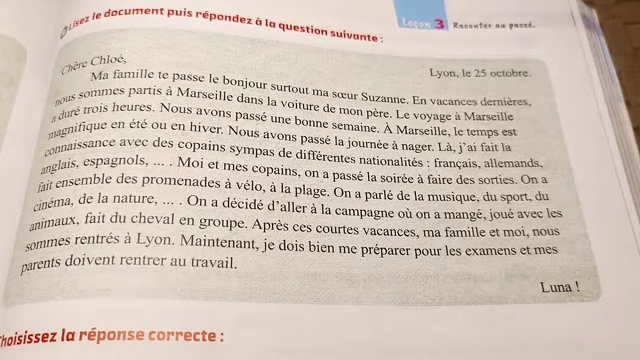 Leçon 3 Raconter au passé.
Lisez le document puis répondez à la question suivante :
Chère Chloé,
Lyon, le 25 octobre.
Ma famille te passe le bonjour surtout ma sœur Suzanne. En vacances dernières,
nous sommes partis à Marseille dans la voiture de mon père. Le voyage à Marseille
a duré trois heures. Nous avons passé une bonne semaine. À Marseille, le temps est
magnifique en été ou en hiver. Nous avons passé la journée à nager. Là, j'ai fait la
connaissance avec des copains sympas de différentes nationalités : français, allemands,
anglais, espagnols, ... . Moi et mes copains, on a passé la soirée à faire des sorties. On a
fait ensemble des promenades à vélo, à la plage. On a parlé de la musique, du sport, du
cinéma, de la nature, ... . On a décidé d'aller à la campagne où on a mangé, joué avec les
animaux, fait du cheval en groupe. Après ces courtes vacances, ma famille et moi, nous
sommes rentrés à Lyon. Maintenant, je dois bien me préparer pour les examens et mes
parents doivent rentrer au travail.
Luna !
hoisissez la réponse correcte :